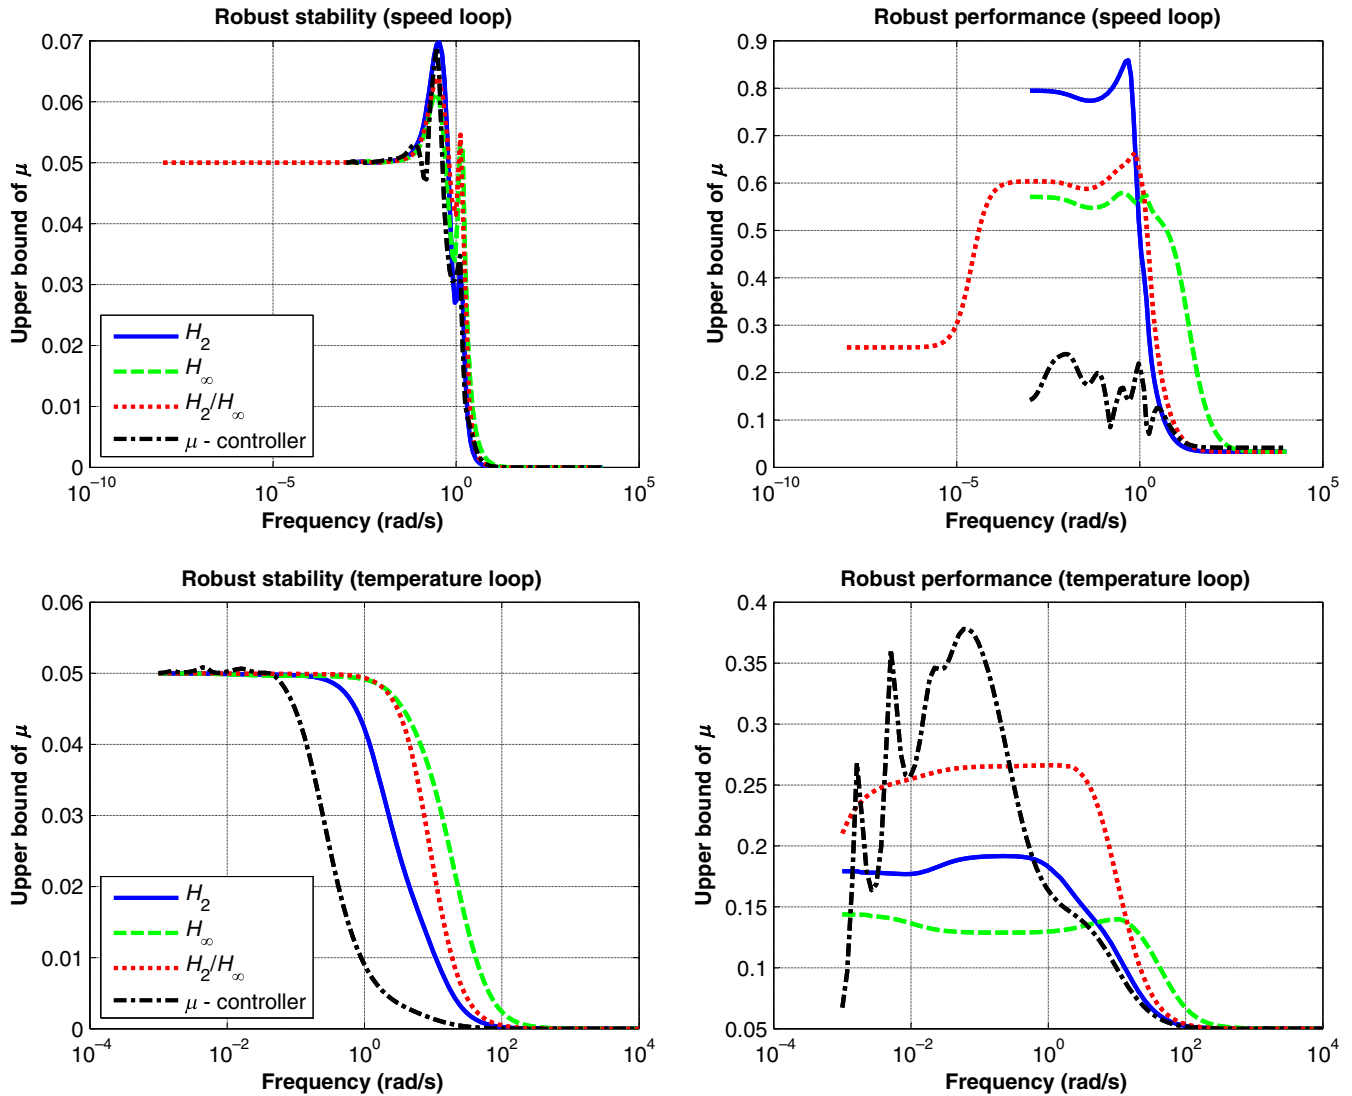 Robust stability (speed loop)
Upper bound of μ
0.07
0.06
0.05
0.04
0.03
0.02
0.01
0
H₂
H∞
H₂/H∞
μ - controller
10⁻¹⁰ 10⁻⁵ 10⁰ 10⁵
Frequency (rad/s)
Robust performance (speed loop)
Upper bound of μ
0.9
0.8
0.7
0.6
0.5
0.4
0.3
0.2
0.1
0
10⁻¹⁰ 10⁻⁵ 10⁰ 10⁵
Frequency (rad/s)
Robust stability (temperature loop)
Upper bound of μ
0.06
0.05
0.04
0.03
0.02
0.01
0
H₂
H∞
H₂/H∞
μ - controller
10⁻⁴ 10⁻² 10⁰ 10² 10⁴
Frequency (rad/s)
Robust performance (temperature loop)
Upper bound of μ
0.4
0.35
0.3
0.25
0.2
0.15
0.1
0.05
10⁻⁴ 10⁻² 10⁰ 10² 10⁴
Frequency (rad/s)